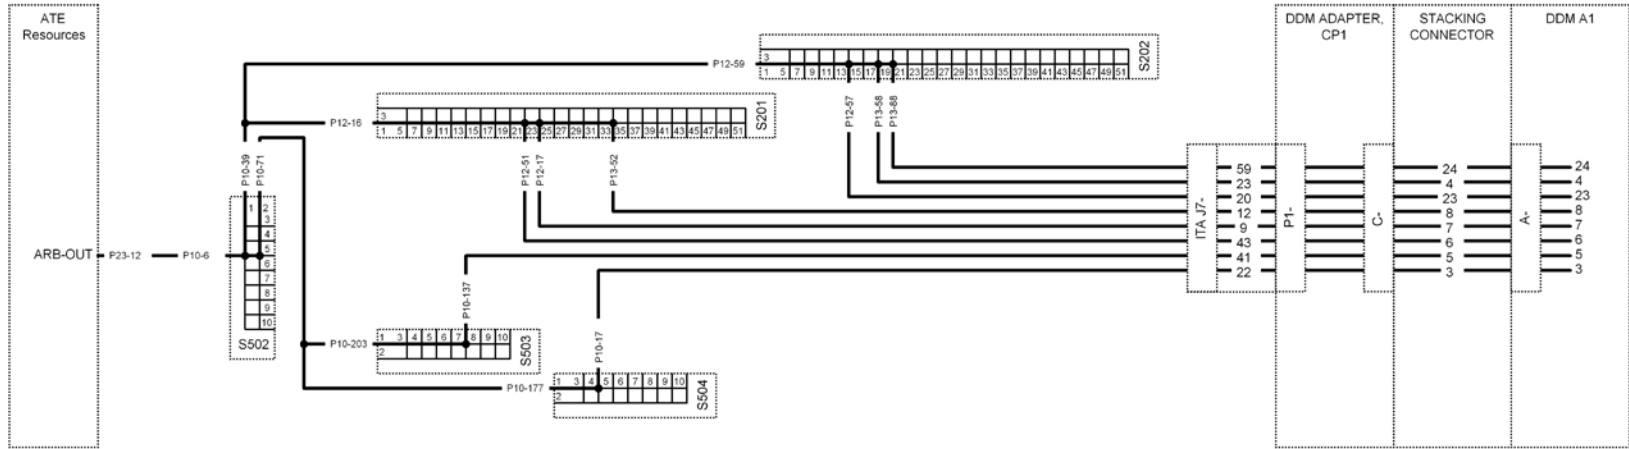 ATE
Resources
DDM ADAPTER,
CP1
STACKING
CONNECTOR
DDM A1
P12-59
3
1 5 7 9 11 13 15 17 19 21 23 25 27 29 31 33 35 37 39 41 43 45 47 49 51
S202
P12-57
P13-58
P13-88
P12-16
3
1 5 7 9 11 13 15 17 19 21 23 25 27 29 31 33 35 37 39 41 43 45 47 49 51
S201
P10-39
P10-71
P12-51
P12-17
P13-52
1 2
3
4
5
6
7
8
9
10
S502
ARB-OUT
P23-12
P10-6
ITA J7-
P1-
C-
A-
59 24 24
23 4 4
20 23 23
12 8 8
9 7 7
43 6 6
41 5 5
22 3 3
P10-137
P10-203
1 3 4 5 6 7 8 9 10
2
S503
P10-17
P10-177
1 3 4 5 6 7 8 9 10
2
S504